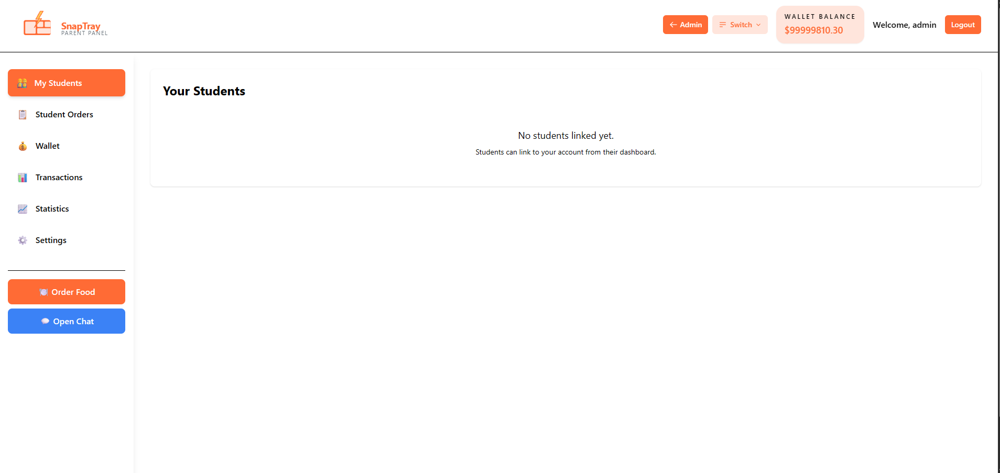 SnapTray
PARENT PANEL
← Admin
Switch
WALLET BALANCE
$99999810.30
Welcome, admin
Logout
My Students
Student Orders
Wallet
Transactions
Statistics
Settings
Order Food
Open Chat
Your Students
No students linked yet.
Students can link to your account from their dashboard.